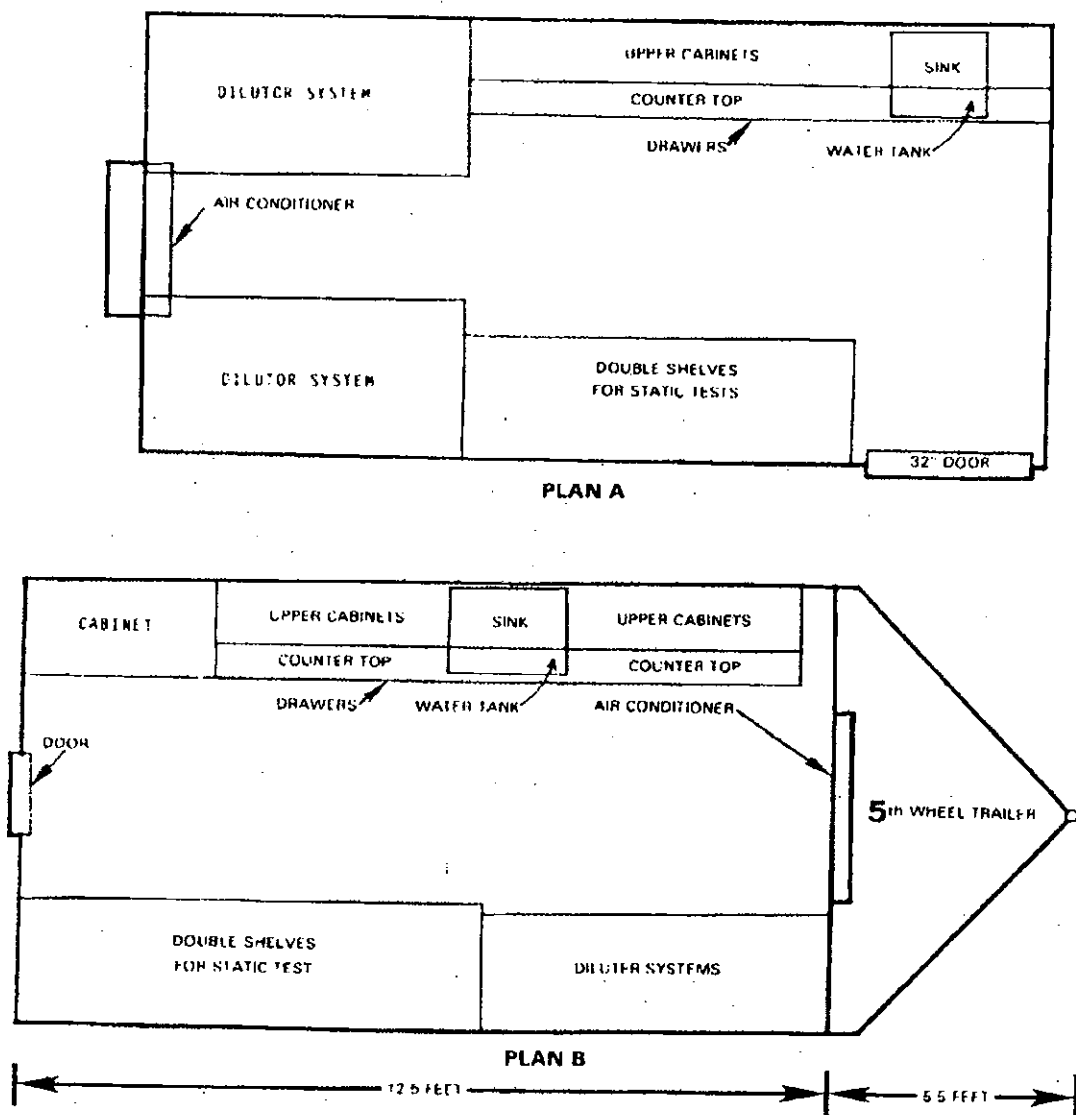 DILUTOR SYSTEM
UPPER CABINETS
SINK
COUNTER TOP
DRAWERS
WATER TANK
AIR CONDITIONER
DILUTOR SYSTEM
DOUBLE SHELVES
FOR STATIC TESTS
32" DOOR
PLAN A
CABINET
UPPER CABINETS
SINK
UPPER CABINETS
COUNTER TOP
COUNTER TOP
DRAWERS
WATER TANK
AIR CONDITIONER
DOOR
5th WHEEL TRAILER
DOUBLE SHELVES
FOR STATIC TEST
DILUTER SYSTEMS
PLAN B
12.5 FEET
5.5 FEET